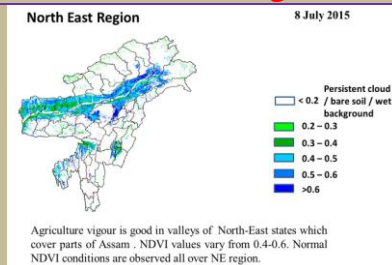 North East Region
8 July 2015
Persistent cloud
< 0.2 / bare soil / wet
background
0.2 – 0.3
0.3 – 0.4
0.4 – 0.5
0.5 – 0.6
>0.6
Agriculture vigour is good in valleys of North-East states which
cover parts of Assam . NDVI values vary from 0.4-0.6. Normal
NDVI conditions are observed all over NE region.